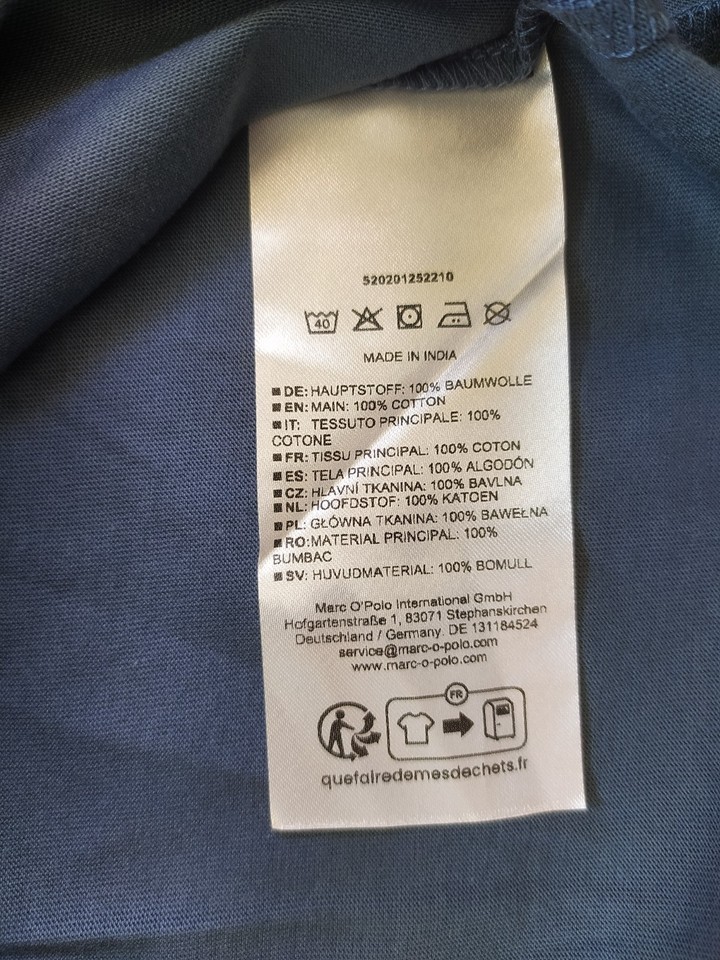 520201252210
40
MADE IN INDIA
DE: HAUPTSTOFF: 100% BAUMWOLLE
EN: MAIN: 100% COTTON
IT: TESSUTO PRINCIPALE: 100%
COTONE
FR: TISSU PRINCIPAL: 100% COTON
ES: TELA PRINCIPAL: 100% ALGODÓN
CZ: HLAVNÍ TKANINA: 100% BAVLNA
NL: HOOFDSTOF: 100% KATOEN
PL: GŁÓWNA TKANINA: 100% BAWEŁNA
RO: MATERIAL PRINCIPAL: 100%
BUMBAC
SV: HUVUDMATERIAL: 100% BOMULL
Marc O'Polo International GmbH
Hofgartenstraße 1, 83071 Stephanskirchen
Deutschland / Germany. DE 131184524
service@marc-o-polo.com
www.marc-o-polo.com
FR
quefairedemesdechets.fr